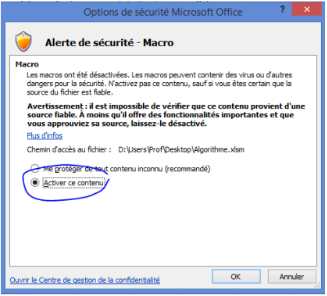 Options de sécurité Microsoft Office
Alerte de sécurité - Macro
Macro
Les macros ont été désactivées. Les macros peuvent contenir des virus ou d'autres
dangers pour la sécurité. N'activez pas ce contenu, sauf si vous êtes certain que la
source du fichier est fiable.
Avertissement : il est impossible de vérifier que ce contenu provient d'une
source fiable. À moins qu'il offre des fonctionnalités importantes et que
vous approuviez sa source, laissez-le désactivé.
Plus d'infos
Chemin d'accès au fichier : D:\Users\Prof\Desktop\Algorithme.xlsm
Me protéger de tout contenu inconnu (recommandé)
Activer ce contenu
Ouvrir le Centre de gestion de la confidentialité
OK
Annuler